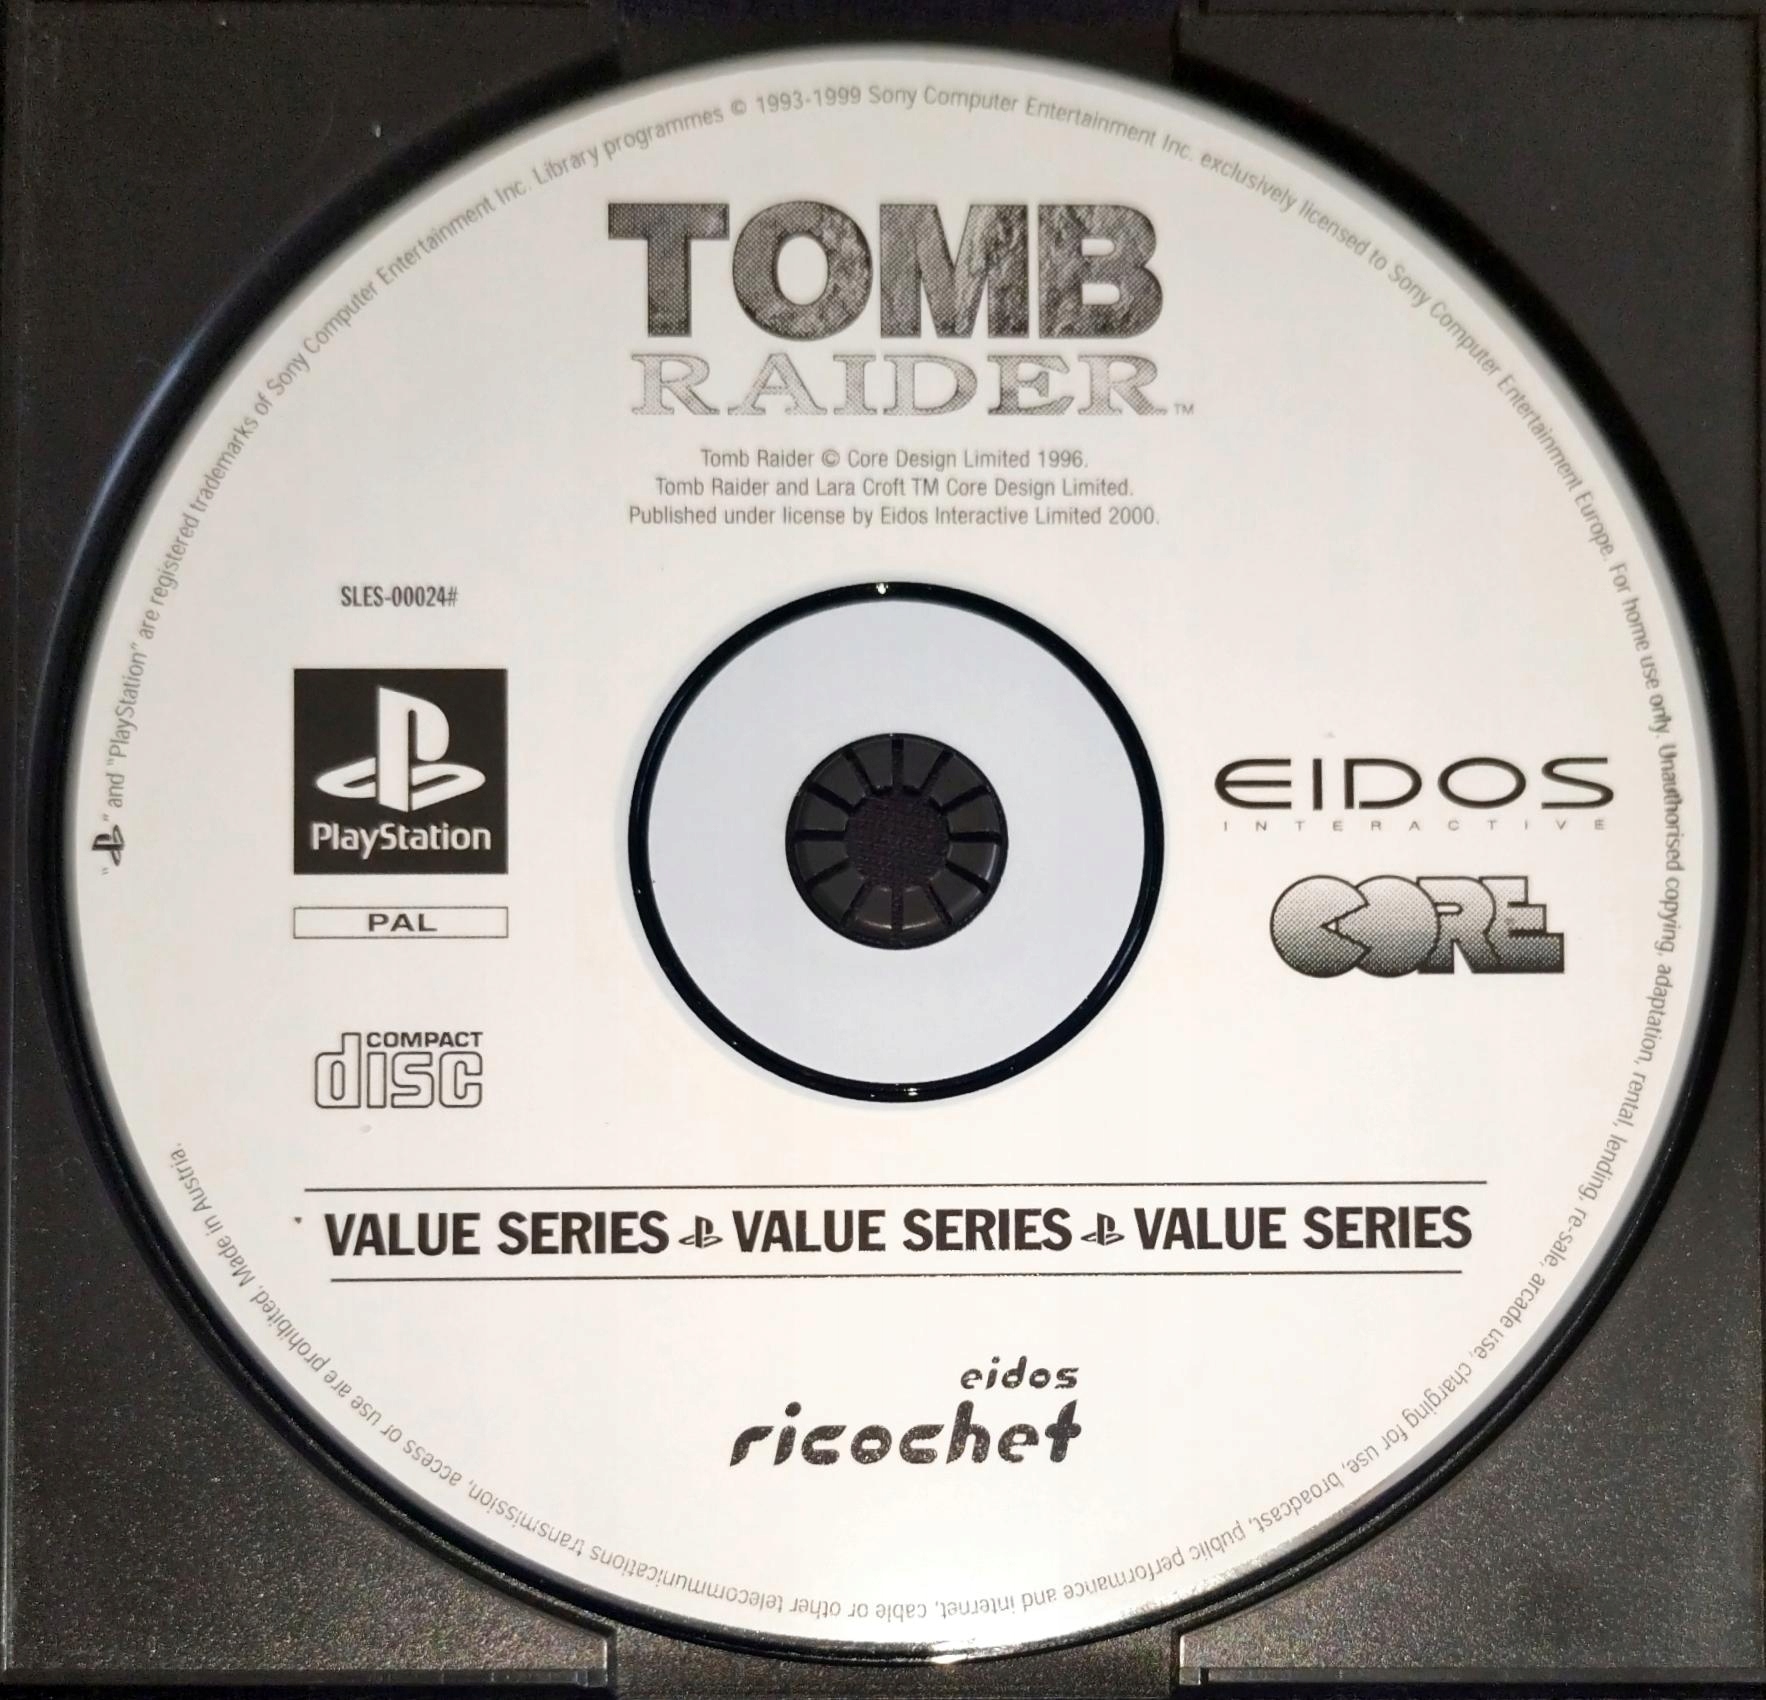 " " and "PlayStation" are registered trademarks of Sony Computer Entertainment Inc. Library programmes © 1993-1999 Sony Computer Entertainment Inc. exclusively licensed to Sony Computer Entertainment Europe. For home use only. Unauthorised copying, adaptation, rental, lending, re-sale, arcade use, charging for use, broadcast, public performance and internet, cable or other telecommunications transmission, access or use are prohibited. Made in Austria.
TOMB
RAIDER™
Tomb Raider © Core Design Limited 1996.
Tomb Raider and Lara Croft TM Core Design Limited.
Published under license by Eidos Interactive Limited 2000.
SLES-00024#
PlayStation
PAL
EIDOS
INTERACTIVE
CORE
COMPACT
disc
VALUE SERIES VALUE SERIES VALUE SERIES
eidos
ricochet